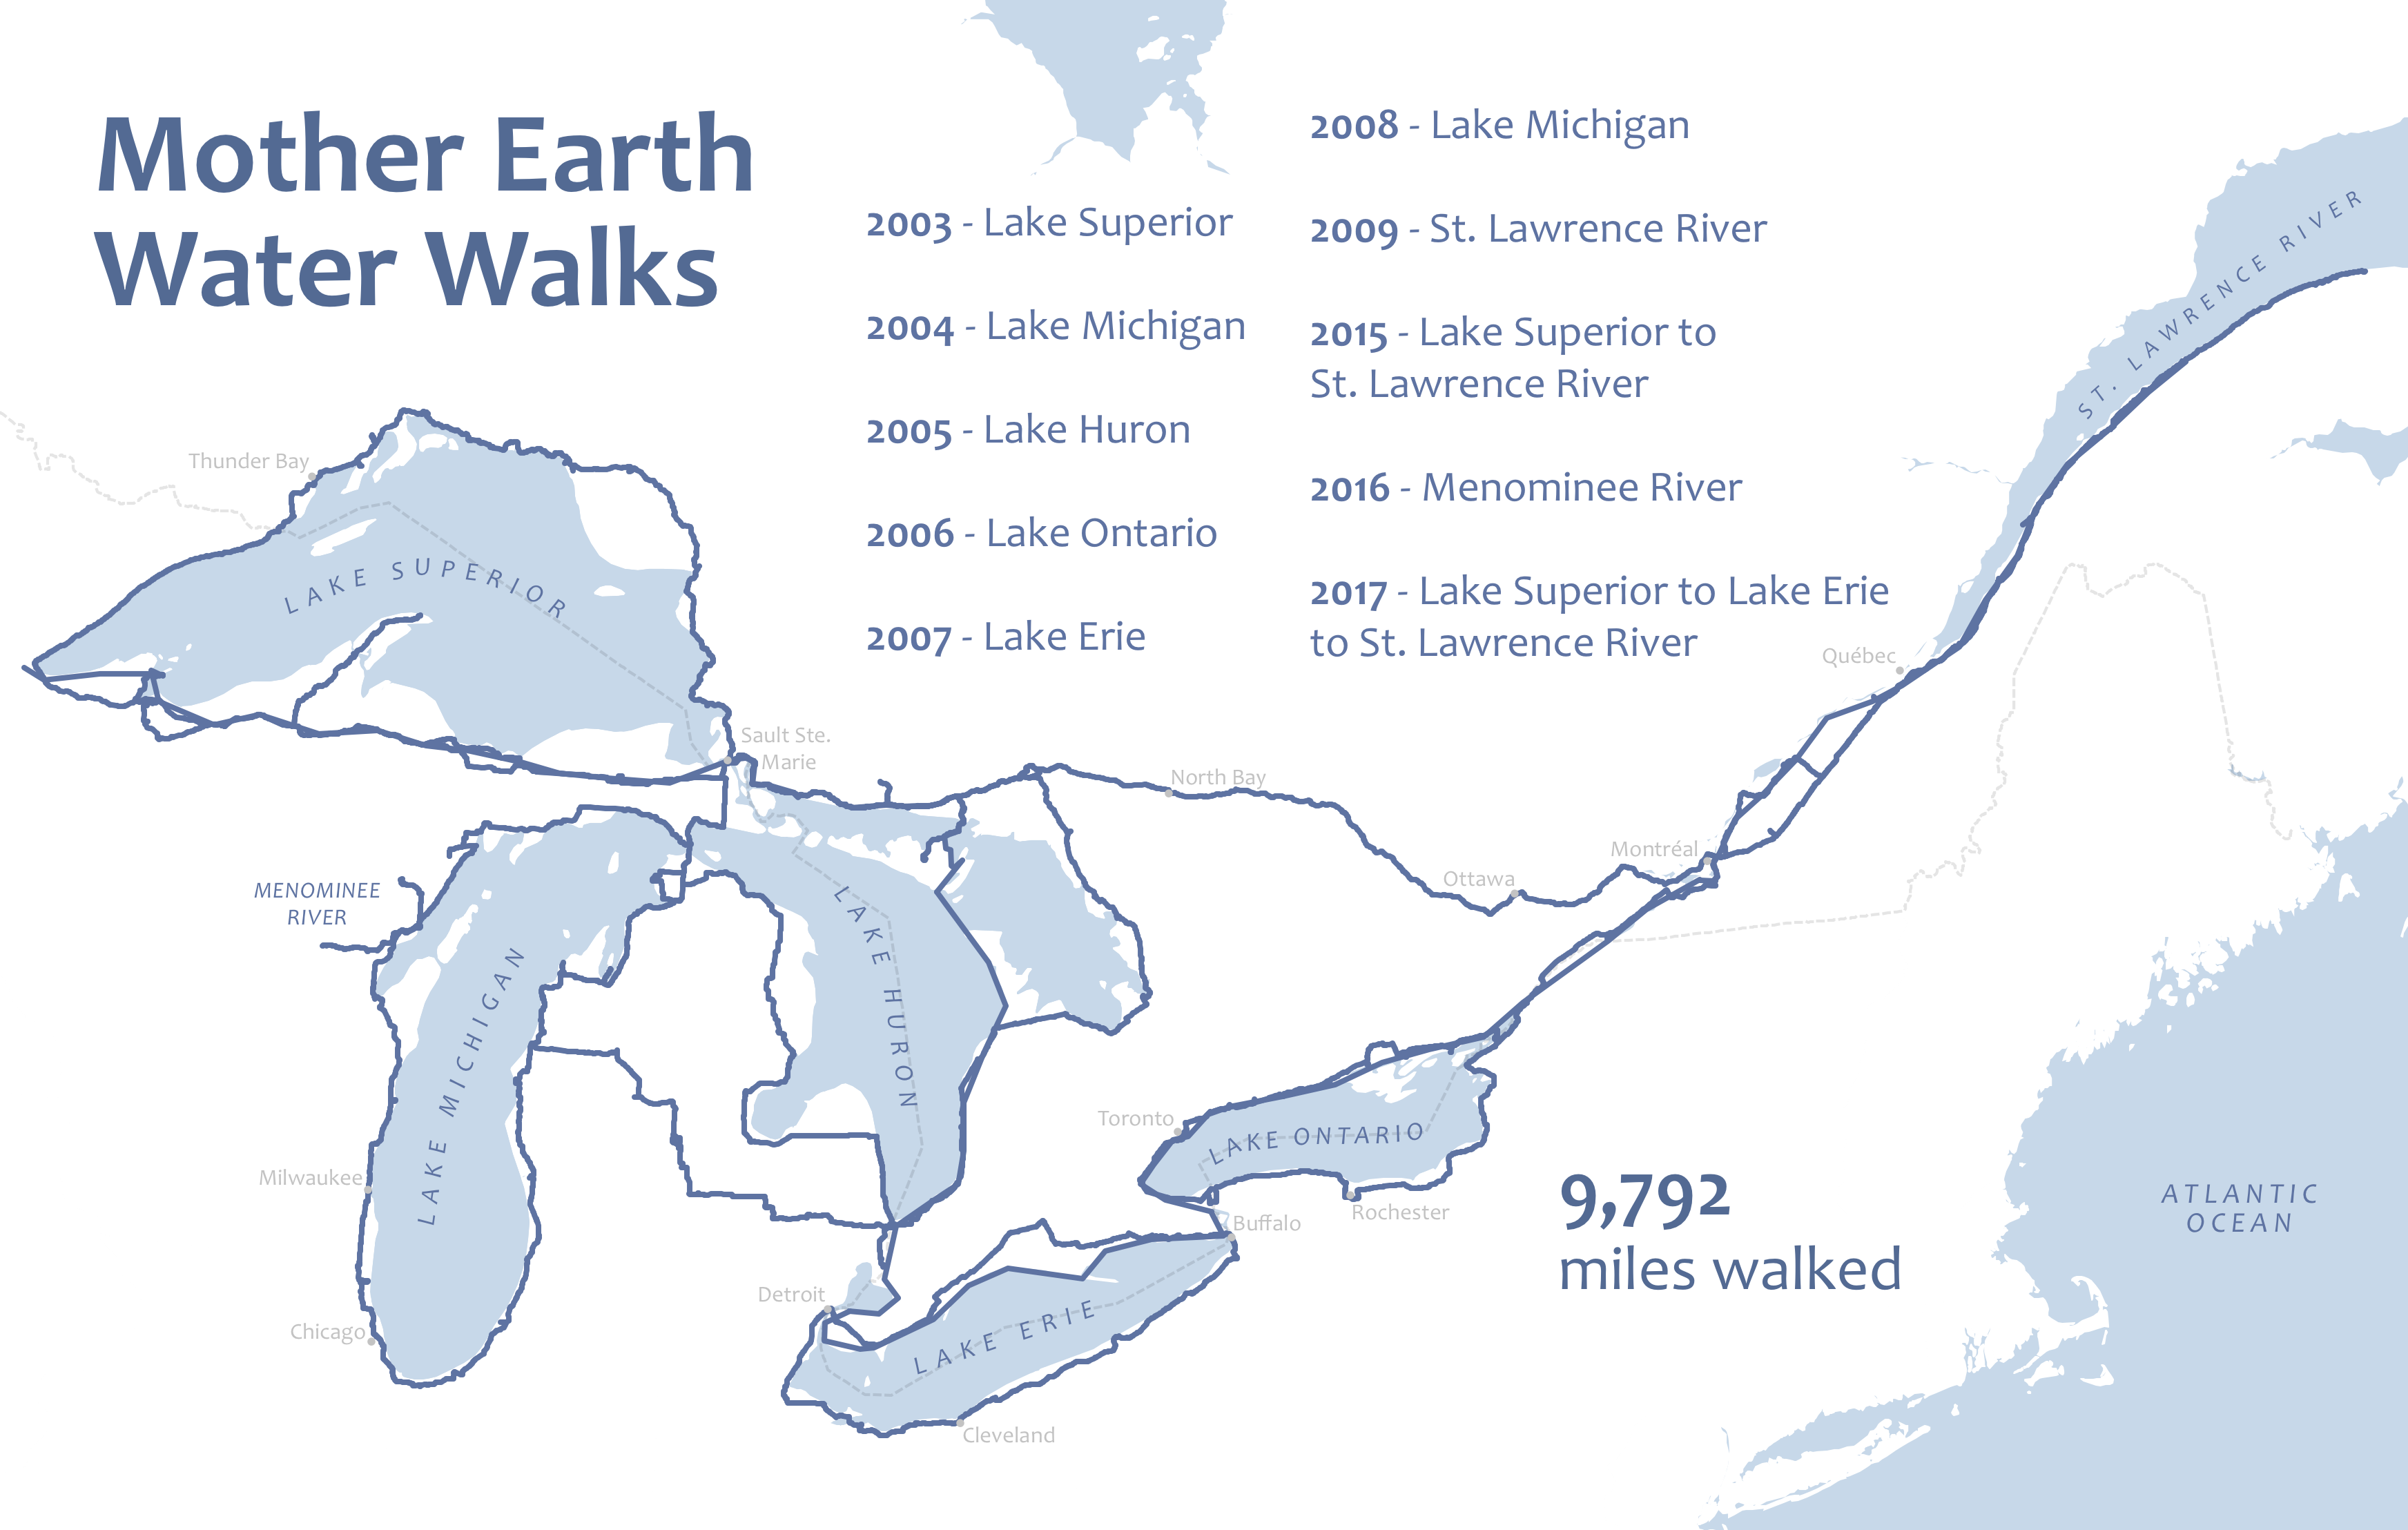 Mother Earth
Water Walks
2003 - Lake Superior
2004 - Lake Michigan
2005 - Lake Huron
2006 - Lake Ontario
2007 - Lake Erie
2008 - Lake Michigan
2009 - St. Lawrence River
2015 - Lake Superior to
St. Lawrence River
2016 - Menominee River
2017 - Lake Superior to Lake Erie
to St. Lawrence River
ST. LAWRENCE RIVER
Thunder Bay
LAKE SUPERIOR
Québec
Sault Ste.
Marie
North Bay
Montréal
Ottawa
MENOMINEE
RIVER
LAKE MICHIGAN
LAKE HURON
Toronto
LAKE ONTARIO
Milwaukee
Rochester
Buffalo
9,792
miles walked
ATLANTIC
OCEAN
Detroit
Chicago
LAKE ERIE
Cleveland